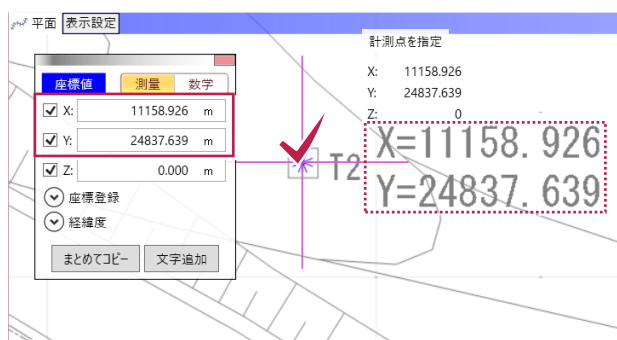 平面 表示設定
座標値 測量 数学
X: 11158.926 m
Y: 24837.639 m
Z: 0.000 m
座標登録
経緯度
まとめてコピー 文字追加
計測点を指定
X: 11158.926
Y: 24837.639
Z: 0
T2
X=11158.926
Y=24837.639